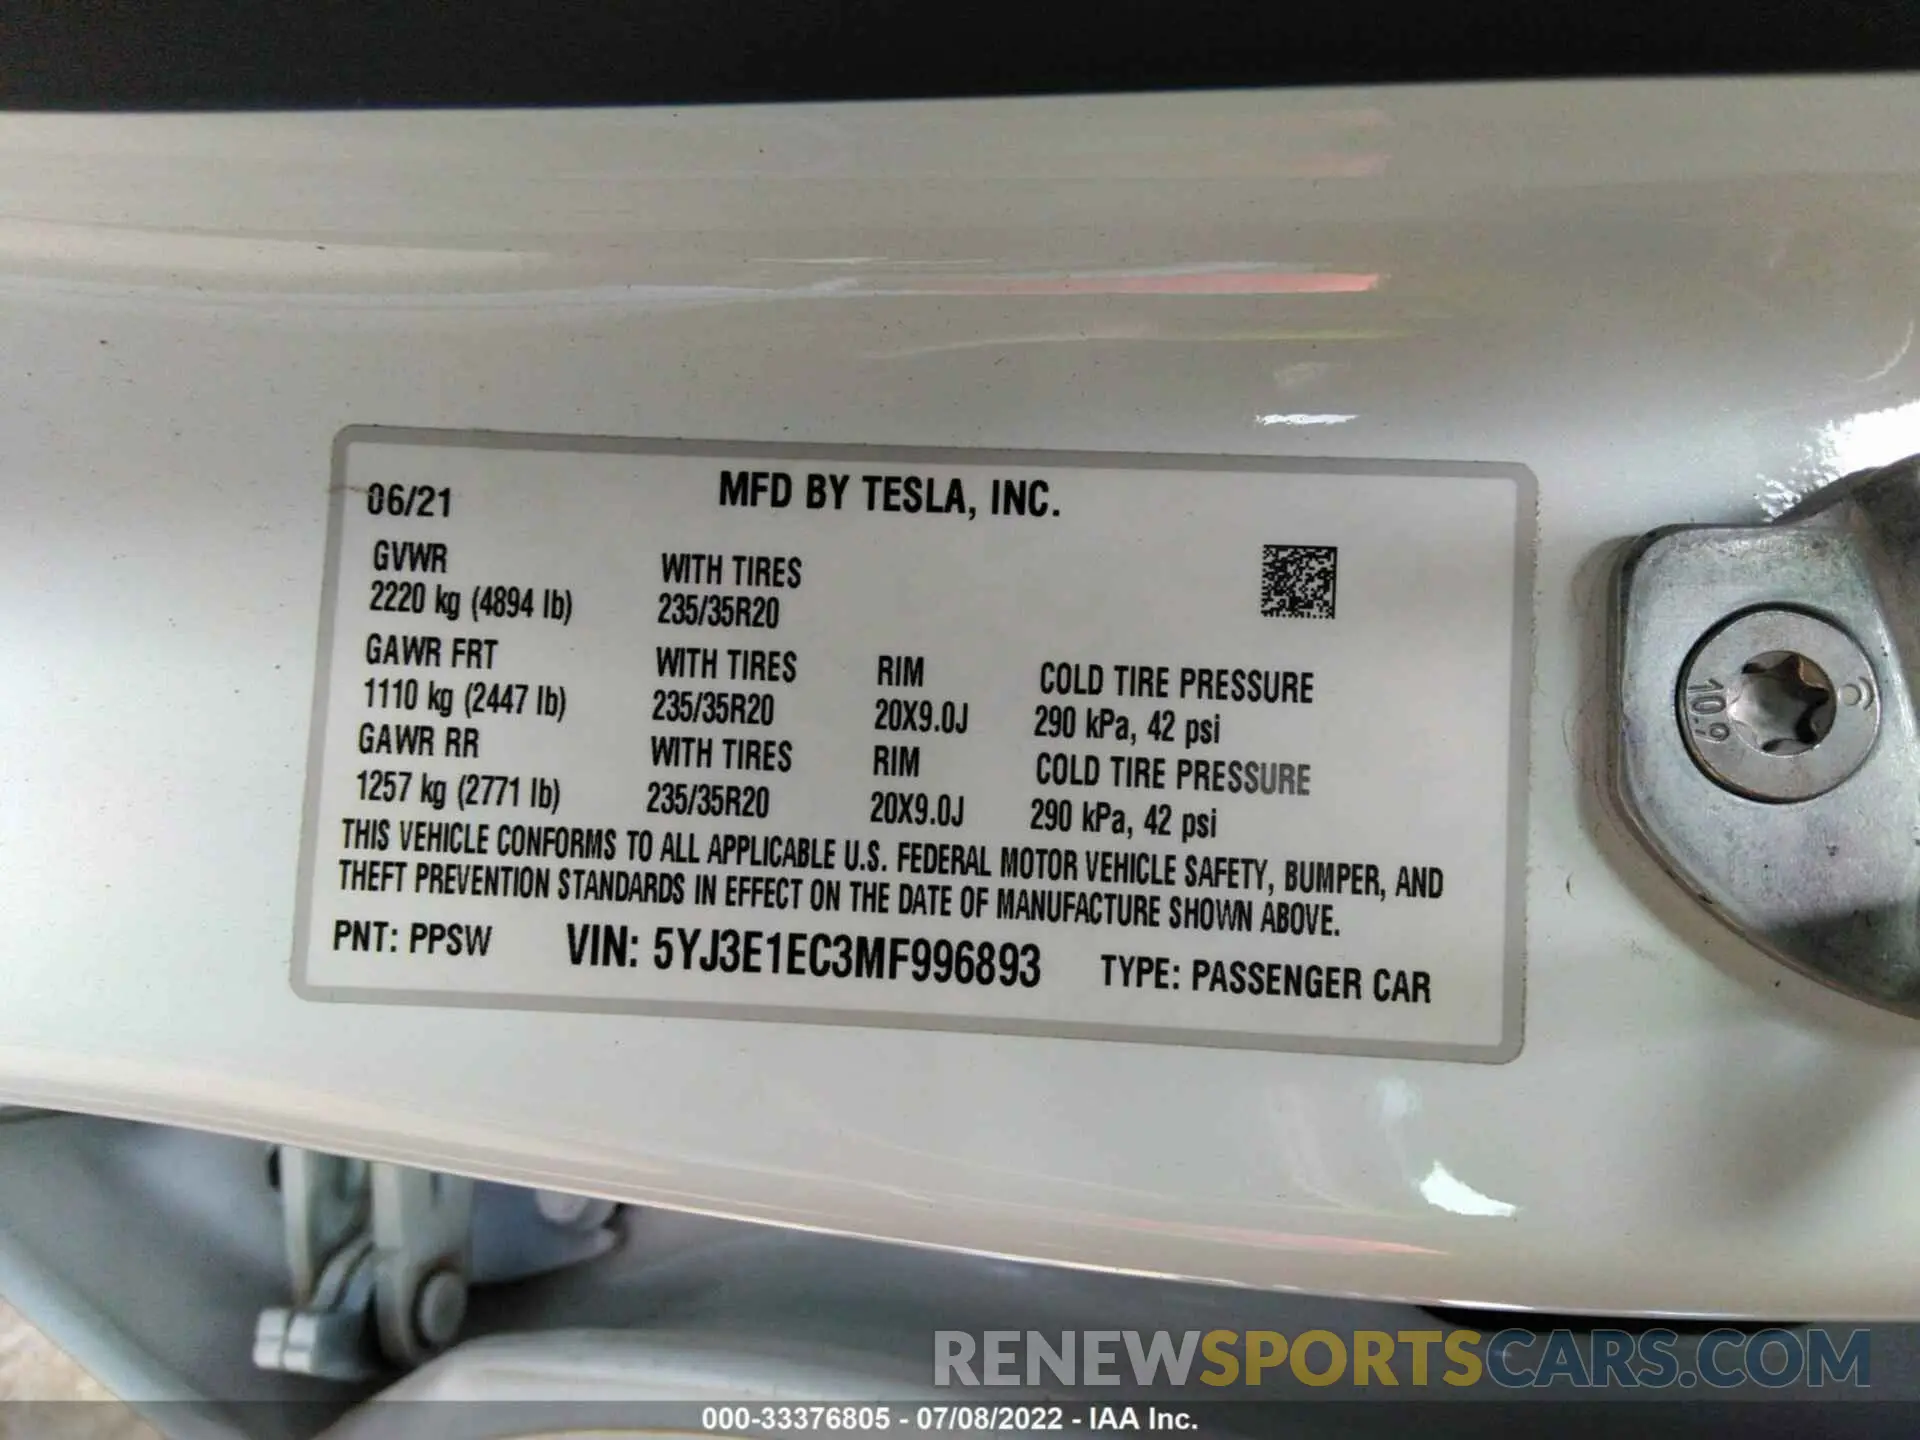 06/21
MFD BY TESLA, INC.
GVWR
WITH TIRES
2220 kg (4894 lb)
235/35R20
GAWR FRT
WITH TIRES
RIM
COLD TIRE PRESSURE
1110 kg (2447 lb)
235/35R20
20X9.0J
290 kPa, 42 psi
GAWR RR
WITH TIRES
RIM
COLD TIRE PRESSURE
1257 kg (2771 lb)
235/35R20
20X9.0J
290 kPa, 42 psi
THIS VEHICLE CONFORMS TO ALL APPLICABLE U.S. FEDERAL MOTOR VEHICLE SAFETY, BUMPER, AND
THEFT PREVENTION STANDARDS IN EFFECT ON THE DATE OF MANUFACTURE SHOWN ABOVE.
PNT: PPSW
VIN: 5YJ3E1EC3MF996893
TYPE: PASSENGER CAR
10.9
RENEWSPORTSCARS.COM
000-33376805 - 07/08/2022 - IAA Inc.